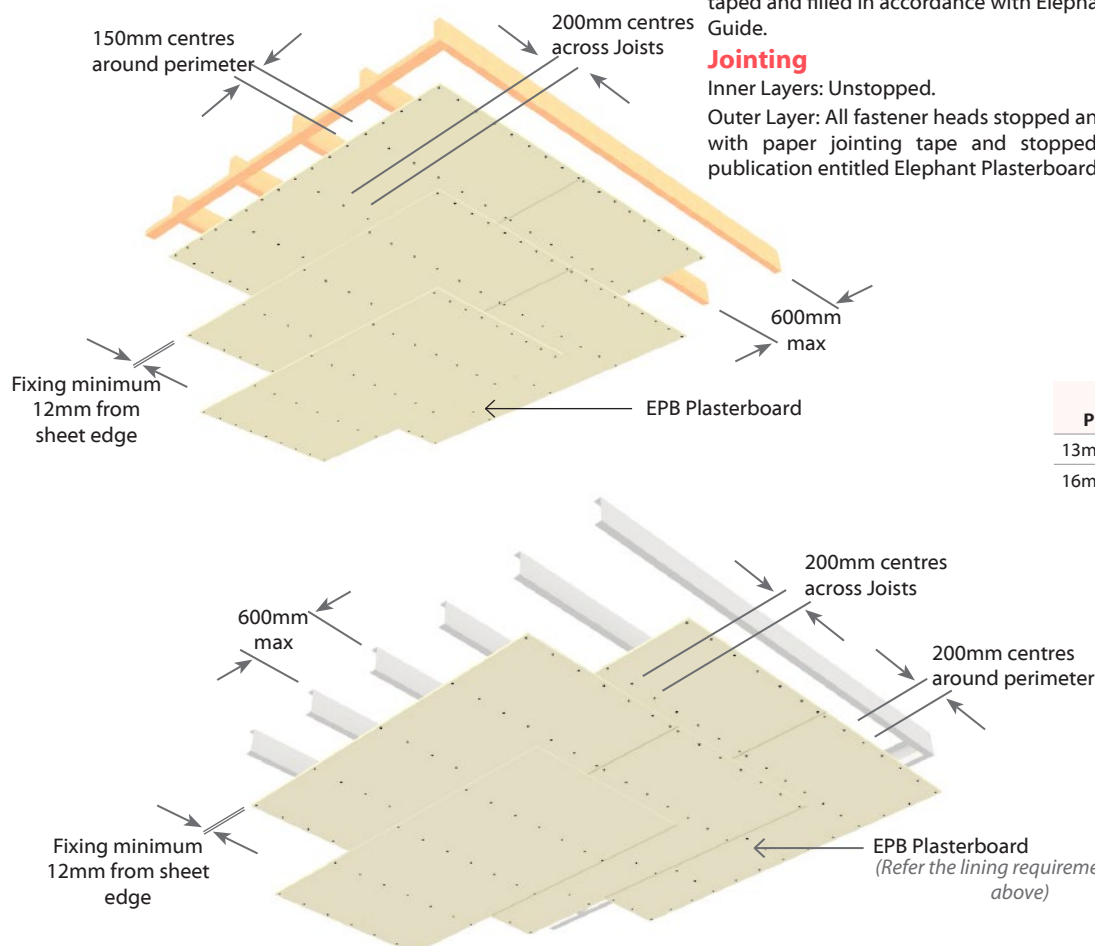 taped and filled in accordance with Elepha
Guide.
Jointing
Inner Layers: Unstopped.
Outer Layer: All fastener heads stopped an
with paper jointing tape and stopped
publication entitled Elephant Plasterboard
150mm centres
around perimeter
200mm centres
across Joists
600mm
max
Fixing minimum
12mm from
sheet edge
EPB Plasterboard
P
13m
16m
200mm centres
across Joists
600mm
max
200mm centres
around perimeter
Fixing minimum
12mm from sheet
edge
EPB Plasterboard
(Refer the lining requireme
above)